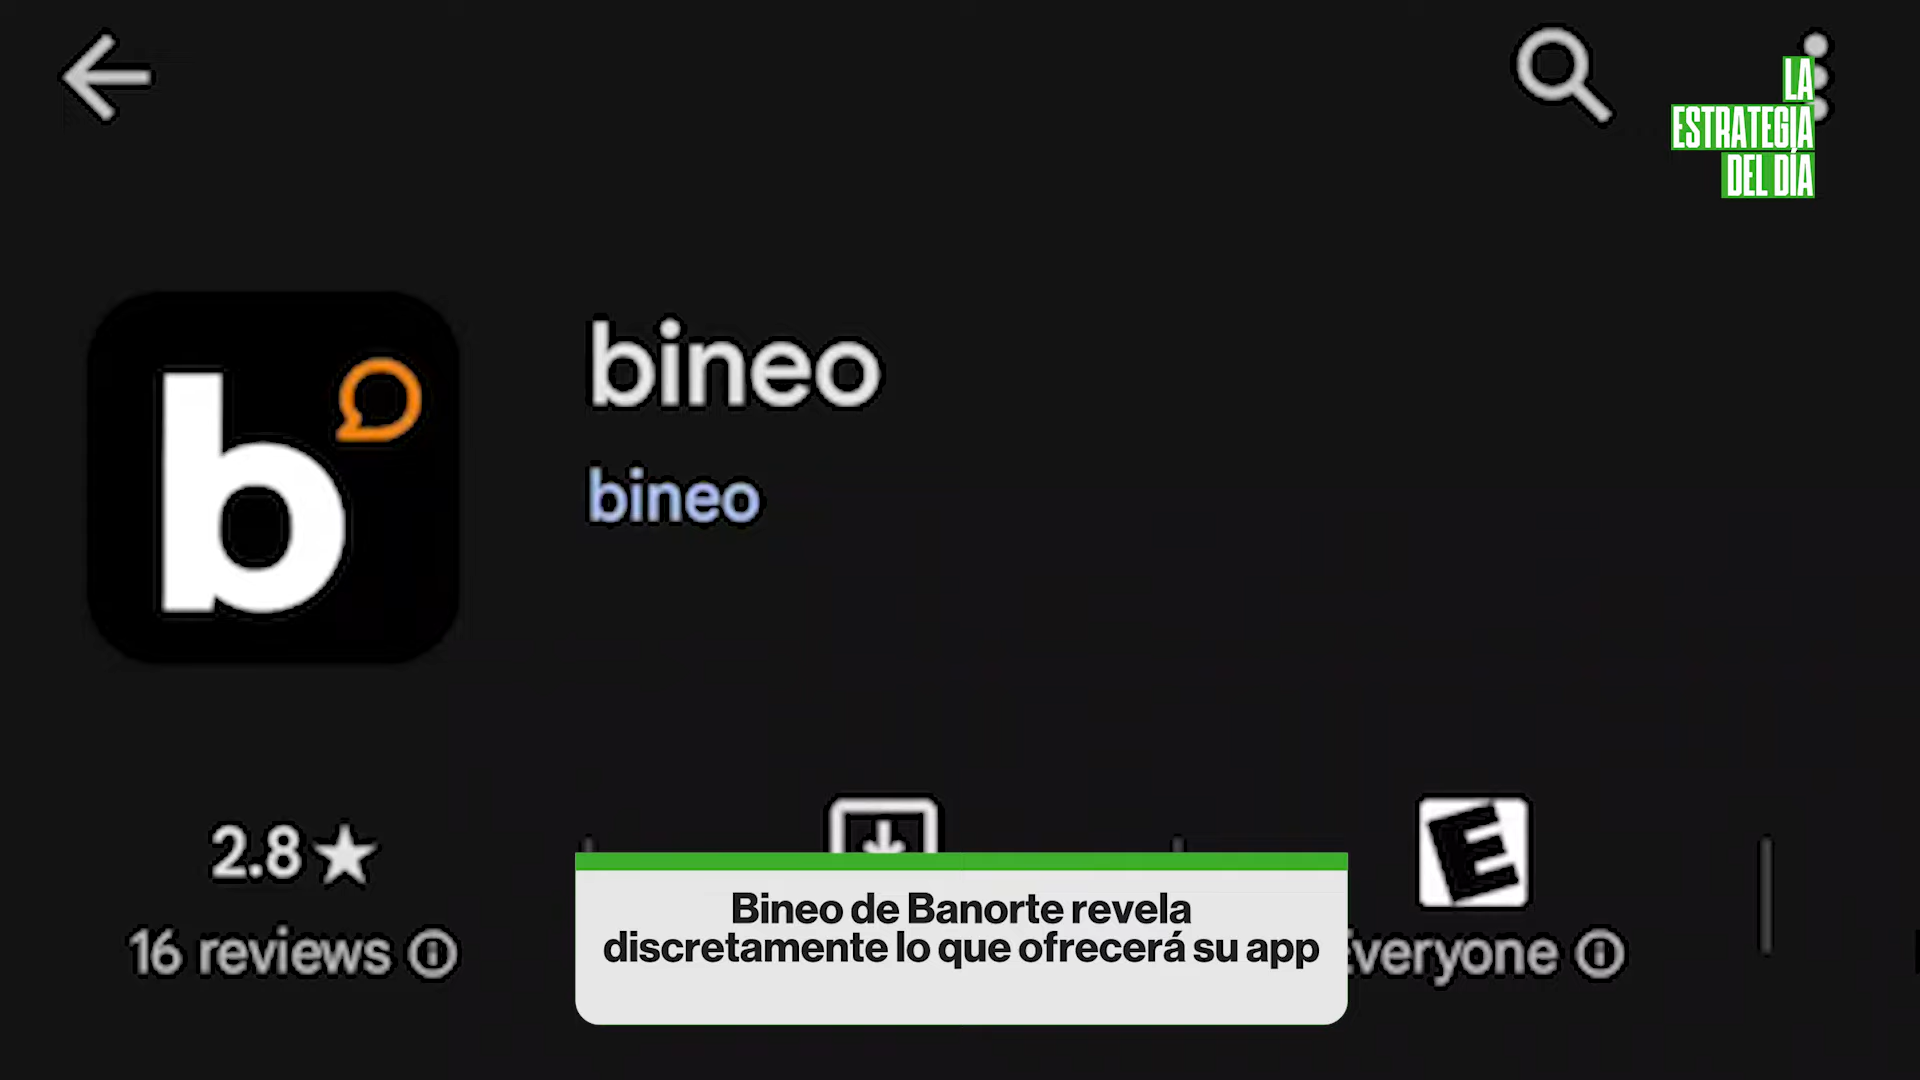 LA
ESTRATEGIA
DEL DÍA
b
bineo
bineo
2.8★
16 reviews
E
Everyone
Bineo de Banorte revela
discretamente lo que ofrecerá su app